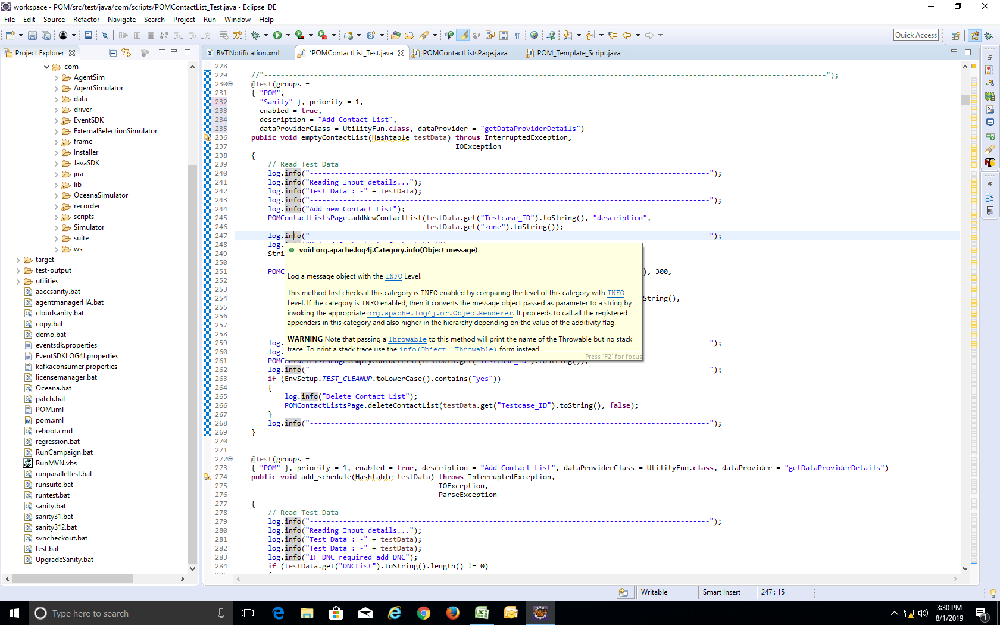 workspace - POM/src/test/java/com/scripts/POMContactList_Test.java - Eclipse IDE
File Edit Source Refactor Navigate Search Project Run Window Help
Quick Access
Project Explorer
com
AgentSim
AgentSimulator
data
driver
EventSDK
ExternalSelectionSimulator
frame
Installer
JavaSDK
jira
lib
OceanaSimulator
recorder
scripts
Simulator
suite
ws
target
test-output
utilities
aaccsanity.bat
agentmanagerHA.bat
cloudsanity.bat
copy.bat
demo.bat
eventsdk.properties
EventSDKLOG4J.properties
kafkaconsumer.properties
licensemanager.bat
Oceana.bat
patch.bat
POM.iml
pom.xml
reboot.cmd
regression.bat
RunCampaign.bat
RunMVN.vbs
runparalleltest.bat
runsuite.bat
runtest.bat
sanity.bat
sanity31.bat
sanity312.bat
svncheckout.bat
test.bat
UpgradeSanity.bat
BVTNotification.xml *POMContactList_Test.java POMContactListsPage.java POM_Template_Script.java
228
229 //"---------------------------------------------------------------------------------------------------------------------------------------");
230 @Test(groups =
231 { "POM",
232 "Sanity" }, priority = 1,
233 enabled = true,
234 description = "Add Contact List",
235 dataProviderClass = UtilityFun.class, dataProvider = "getDataProviderDetails")
236 public void emptyContactList(Hashtable testData) throws InterruptedException,
237 IOException
238 {
239 // Read Test Data
240 log.info("------------------------------------------------------------------------------------------------");
241 log.info("Reading Input details...");
242 log.info("Test Data : -" + testData);
243 log.info("------------------------------------------------------------------------------------------------");
244 log.info("Add new Contact List");
245 POMContactListsPage.addNewContactList(testData.get("Testcase_ID").toString(), "description",
246 testData.get("zone").toString());
247 log.info("------------------------------------------------------------------------------------------------");
248 log.
249 Stri
250
251 POMC ), 300,
252
253
254 String(),
255
256
257
258
259 log. ------------------");
260 log.
261 POMContactListsPage.emptyContactList(testData.get("Testcase_ID").toString());
262 log.info("------------------------------------------------------------------------------------------------");
263 if (EnvSetup.TEST_CLEANUP.toLowerCase().contains("yes"))
264 {
265 log.info("Delete Contact List");
266 POMContactListsPage.deleteContactList(testData.get("Testcase_ID").toString(), false);
267 }
268 log.info("------------------------------------------------------------------------------------------------");
269 }
270
271
272 @Test(groups =
273 { "POM" }, priority = 1, enabled = true, description = "Add Contact List", dataProviderClass = UtilityFun.class, dataProvider = "getDataProviderDetails")
274 public void add_schedule(Hashtable testData) throws InterruptedException,
275 IOException,
276 ParseException
277 {
278 // Read Test Data
279 log.info("------------------------------------------------------------------------------------------------");
280 log.info("Reading Input details...");
281 log.info("Test Data : -" + testData);
282 log.info("Test Data : -" + testData);
283 log.info("IF DNC required add DNC");
284 if (testData.get("DNCList").toString().length() != 0)
void org.apache.log4j.Category.info(Object message)
Log a message object with the INFO Level.
This method first checks if this category is INFO enabled by comparing the level of this category with INFO
Level. If the category is INFO enabled, then it converts the message object passed as parameter to a string by
invoking the appropriate org.apache.log4j.or.ObjectRenderer. It proceeds to call all the registered
appenders in this category and also higher in the hierarchy depending on the value of the additivity flag.
WARNING Note that passing a Throwable to this method will print the name of the Throwable but no stack
trace. To print a stack trace use the info(Object, Throwable) form instead.
Press 'F2' for focus
Writable Smart Insert 247 : 15
Type here to search
3:30 PM
8/1/2019
1